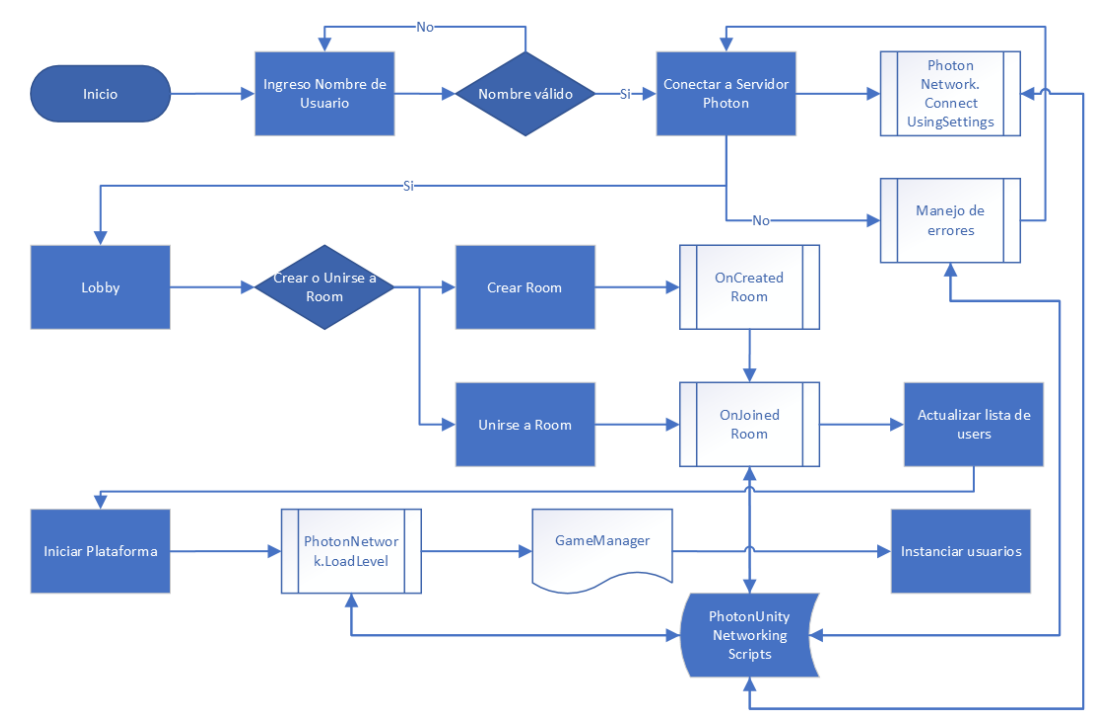 No
Inicio
Ingreso Nombre de
Usuario
Nombre válido
Si
Conectar a Servidor
Photon
Photon
Network.
Connect
UsingSettings
Si
No
Manejo de
errores
Lobby
Crear o Unirse a
Room
Crear Room
OnCreated
Room
Unirse a Room
OnJoined
Room
Actualizar lista de
users
Iniciar Plataforma
PhotonNetwor
k.LoadLevel
GameManager
Instanciar usuarios
PhotonUnity
Networking
Scripts